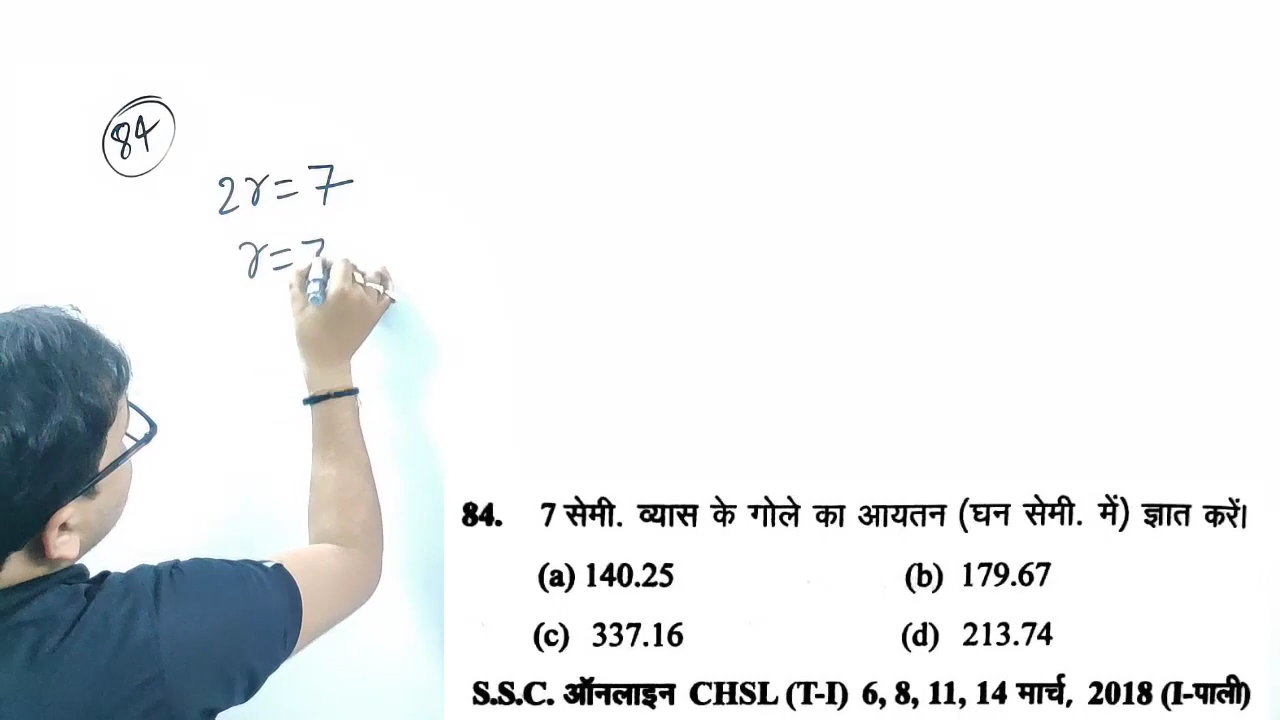 84
2r = 7
r = 7
84. 7 सेमी. व्यास के गोले का आयतन (घन सेमी. में) ज्ञात करें।
(a) 140.25 (b) 179.67
(c) 337.16 (d) 213.74
S.S.C. ऑनलाइन CHSL (T-I) 6, 8, 11, 14 मार्च, 2018 (I-पाली)